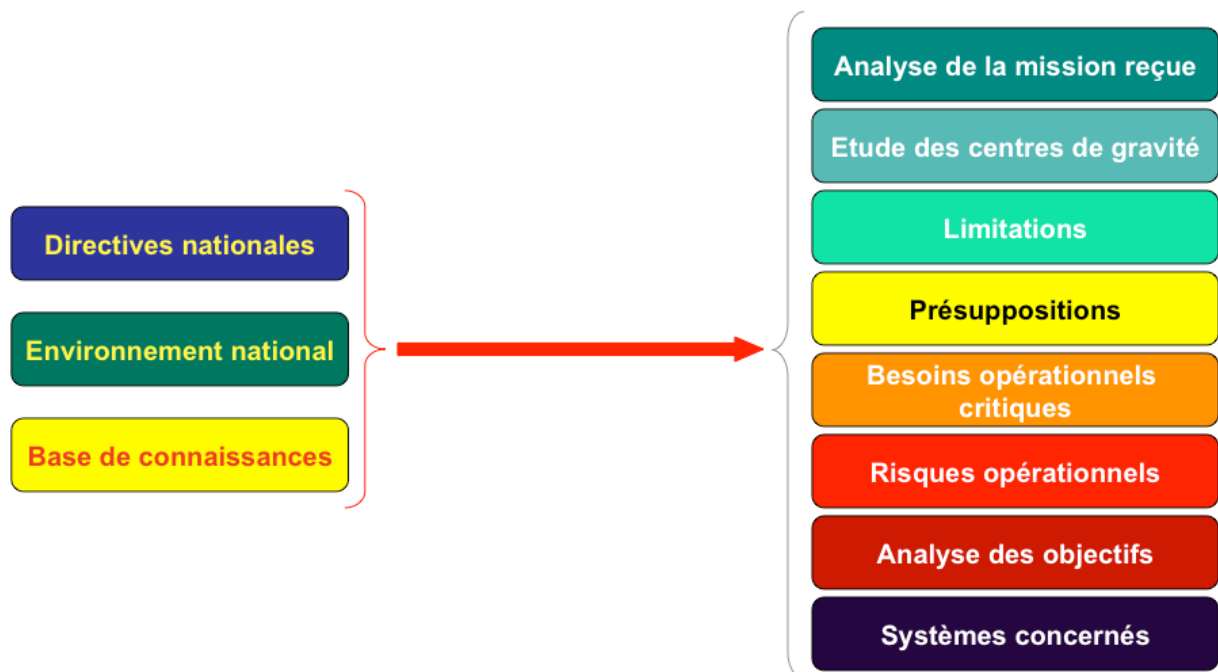 Directives nationales
Environnement national
Base de connaissances
Analyse de la mission reçue
Etude des centres de gravité
Limitations
Présuppositions
Besoins opérationnels
critiques
Risques opérationnels
Analyse des objectifs
Systèmes concernés